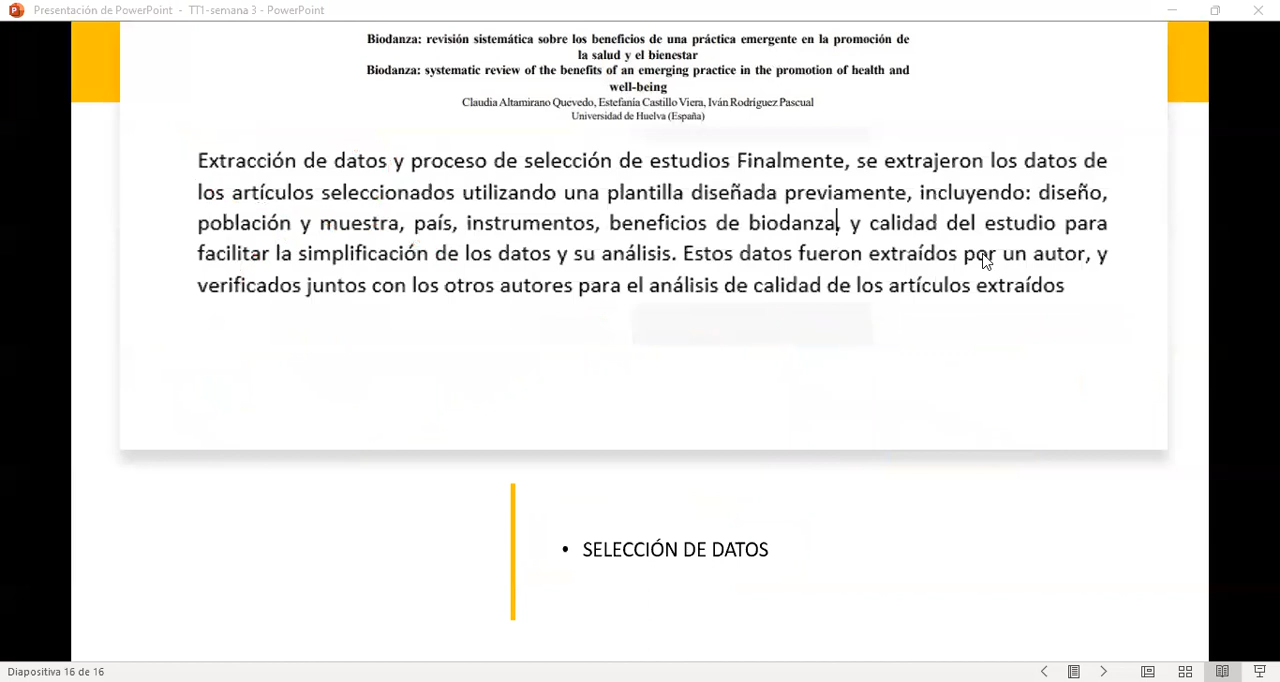 Presentación de PowerPoint - TT1-semana 3 - PowerPoint
Biodanza: revisión sistemática sobre los beneficios de una práctica emergente en la promoción de
la salud y el bienestar
Biodanza: systematic review of the benefits of an emerging practice in the promotion of health and
well-being
Claudia Altamirano Quevedo, Estefanía Castillo Viera, Iván Rodríguez Pascual
Universidad de Huelva (España)
Extracción de datos y proceso de selección de estudios Finalmente, se extrajeron los datos de
los artículos seleccionados utilizando una plantilla diseñada previamente, incluyendo: diseño,
población y muestra, país, instrumentos, beneficios de biodanza, y calidad del estudio para
facilitar la simplificación de los datos y su análisis. Estos datos fueron extraídos por un autor, y
verificados juntos con los otros autores para el análisis de calidad de los artículos extraídos
• SELECCIÓN DE DATOS
Diapositiva 16 de 16